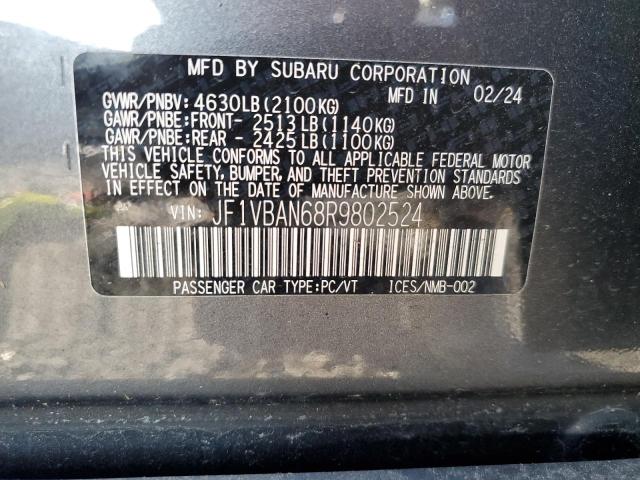 MFD BY SUBARU CORPORATION
GVWR/PNBV: 4630LB(2100KG) MFD IN 02/24
GAWR/PNBE:FRONT- 2513LB(1140KG)
GAWR/PNBE:REAR - 2425LB(1100KG)
THIS VEHICLE CONFORMS TO ALL APPLICABLE FEDERAL MOTOR
VEHICLE SAFETY, BUMPER, AND THEFT PREVENTION STANDARDS
IN EFFECT ON THE DATE OF MANUFACTURE SHOWN ABOVE.
VIN: JF1VBAN68R9802524
PASSENGER CAR TYPE:PC/VT ICES/NMB-002